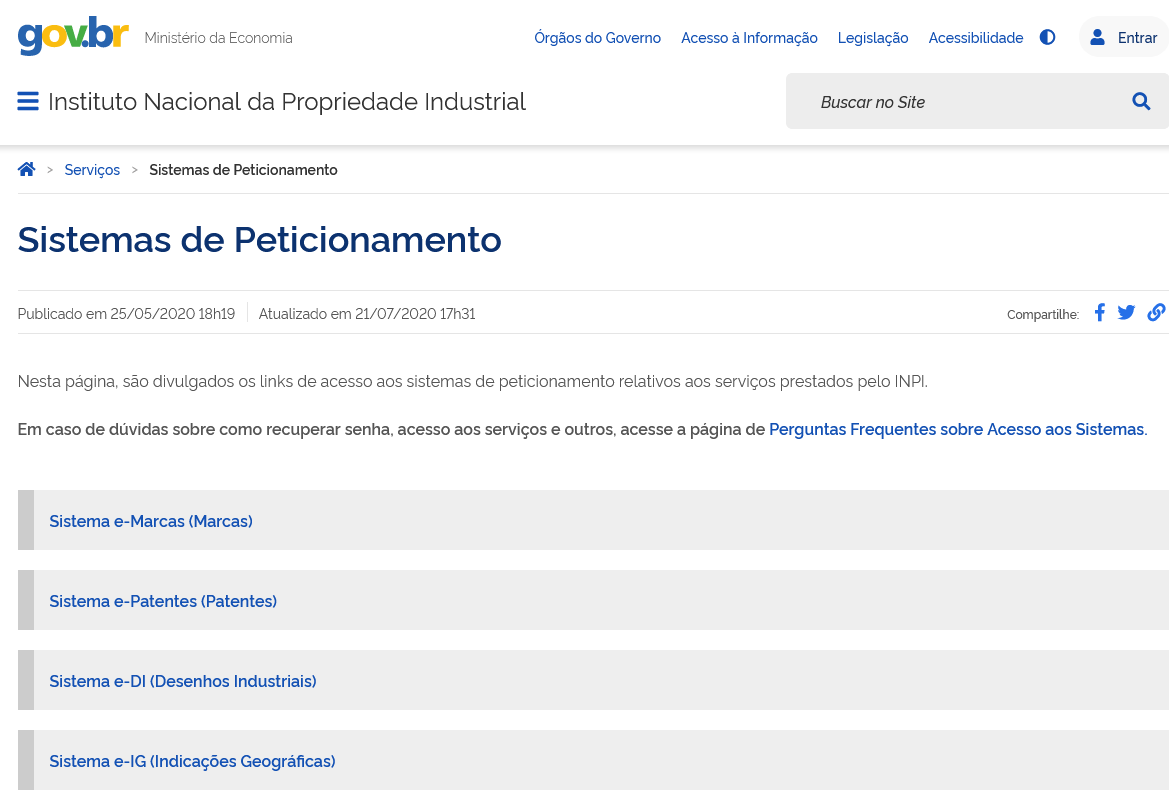 gov.br Ministério da Economia
Órgãos do Governo Acesso à Informação Legislação Acessibilidade Entrar
Instituto Nacional da Propriedade Industrial
Buscar no Site
> Serviços > Sistemas de Peticionamento
Sistemas de Peticionamento
Publicado em 25/05/2020 18h19 Atualizado em 21/07/2020 17h31 Compartilhe:
Nesta página, são divulgados os links de acesso aos sistemas de peticionamento relativos aos serviços prestados pelo INPI.
Em caso de dúvidas sobre como recuperar senha, acesso aos serviços e outros, acesse a página de Perguntas Frequentes sobre Acesso aos Sistemas.
Sistema e-Marcas (Marcas)
Sistema e-Patentes (Patentes)
Sistema e-DI (Desenhos Industriais)
Sistema e-IG (Indicações Geográficas)